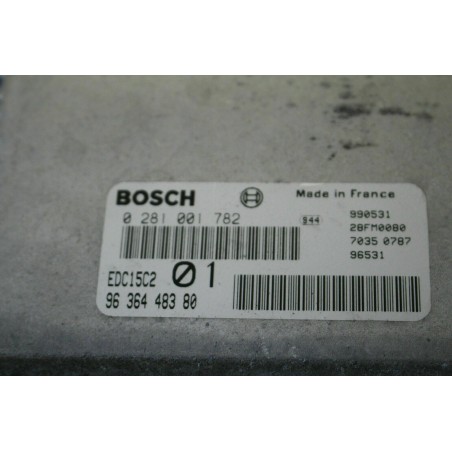 BOSCH Made in France
0 281 001 782 944 990531
28FM0080
7035 0787
96531
EDC15C2 01
96 364 483 80